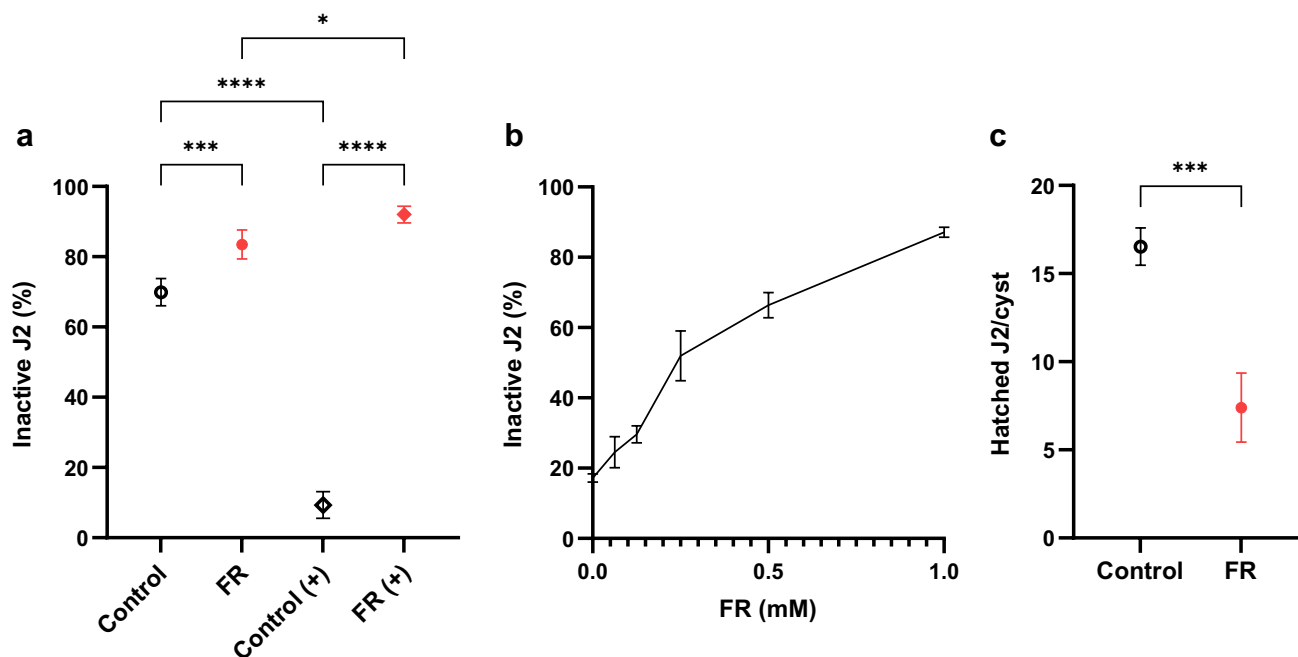 a
*
****
***
****
Inactive J2 (%)
100
80
60
40
20
0
Control
FR
Control (+)
FR (+)
b
Inactive J2 (%)
100
80
60
40
20
0
0.0
0.5
1.0
FR (mM)
c
***
Hatched J2/cyst
20
15
10
5
0
Control
FR